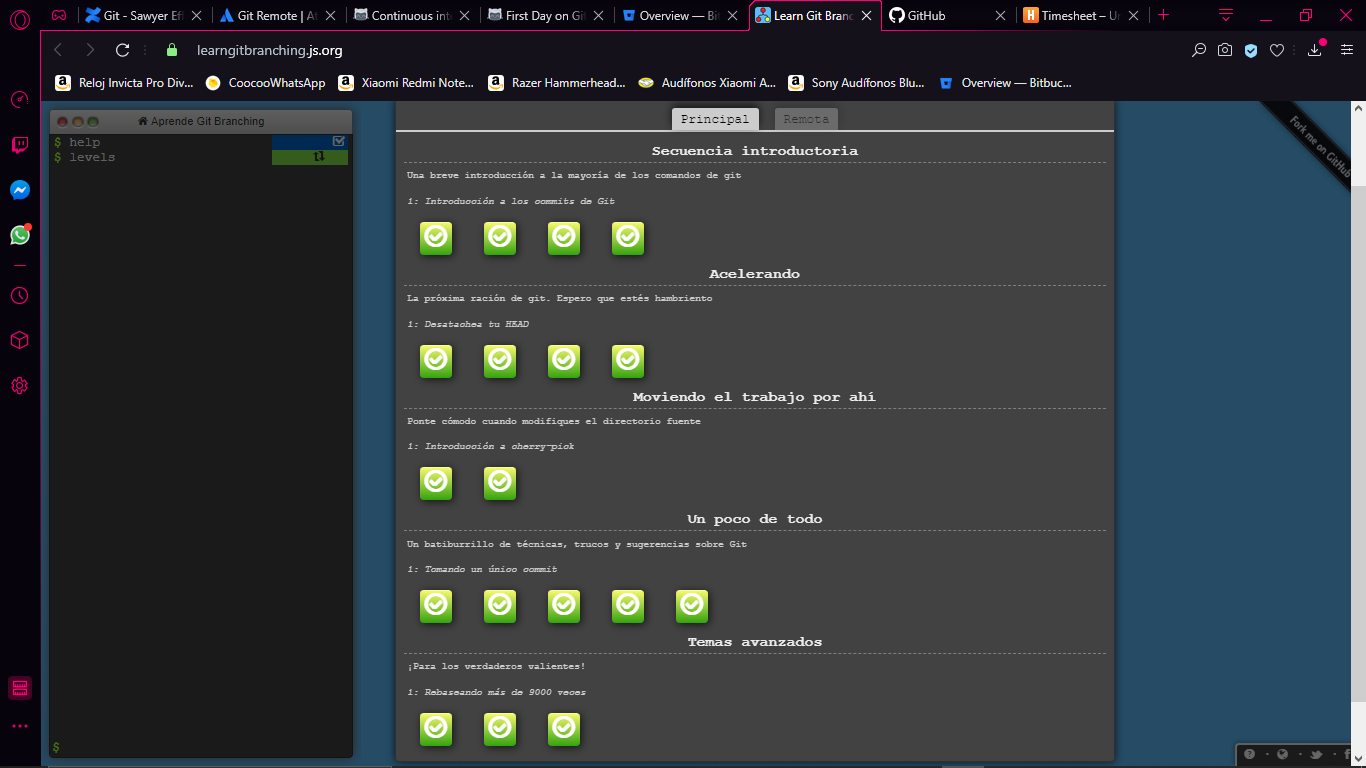 Git - Sawyer Eff
Git Remote | At
Continuous inte
First Day on Git
Overview — Bit
Learn Git Branc
GitHub
Timesheet – Ur
learngitbranching.js.org
Reloj Invicta Pro Div...
CoocooWhatsApp
Xiaomi Redmi Note...
Razer Hammerhead...
Audífonos Xiaomi A...
Sony Audífonos Blu...
Overview — Bitbuc...
Aprende Git Branching
$ help
$ levels
$
Principal
Remota
Secuencia introductoria
Una breve introducción a la mayoría de los comandos de git
1: Introducción a los commits de Git
Acelerando
La próxima ración de git. Espero que estés hambriento
1: Desatachea tu HEAD
Moviendo el trabajo por ahí
Ponte cómodo cuando modifiques el directorio fuente
1: Introducción a cherry-pick
Un poco de todo
Un batiburrillo de técnicas, trucos y sugerencias sobre Git
1: Tomando un único commit
Temas avanzados
¡Para los verdaderos valientes!
1: Rebaseando más de 9000 veces
Fork me on GitHub